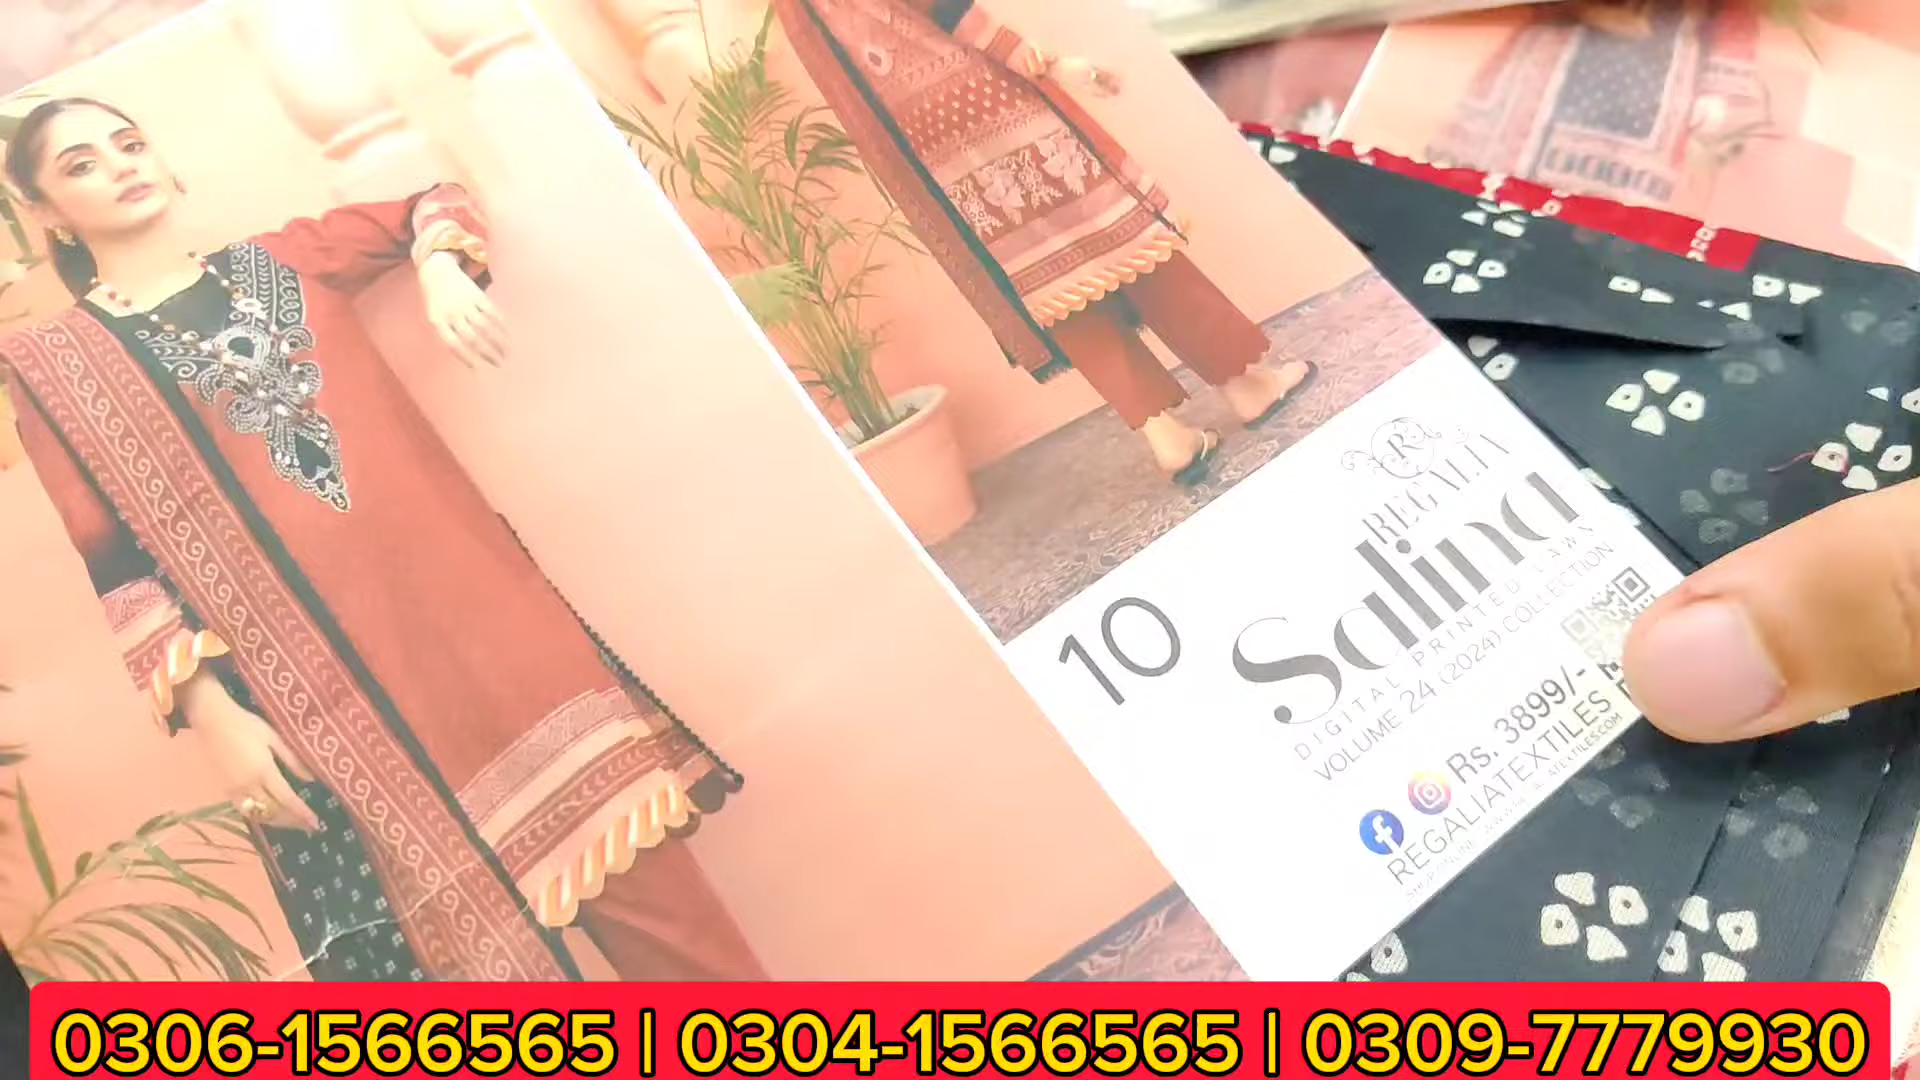 R
REGALIA
Salina
DIGITAL PRINTED LAWN
VOLUME 24 (2024) COLLECTION
10
Rs. 3899/-
REGALIATEXTILES
0306-1566565 | 0304-1566565 | 0309-7779930